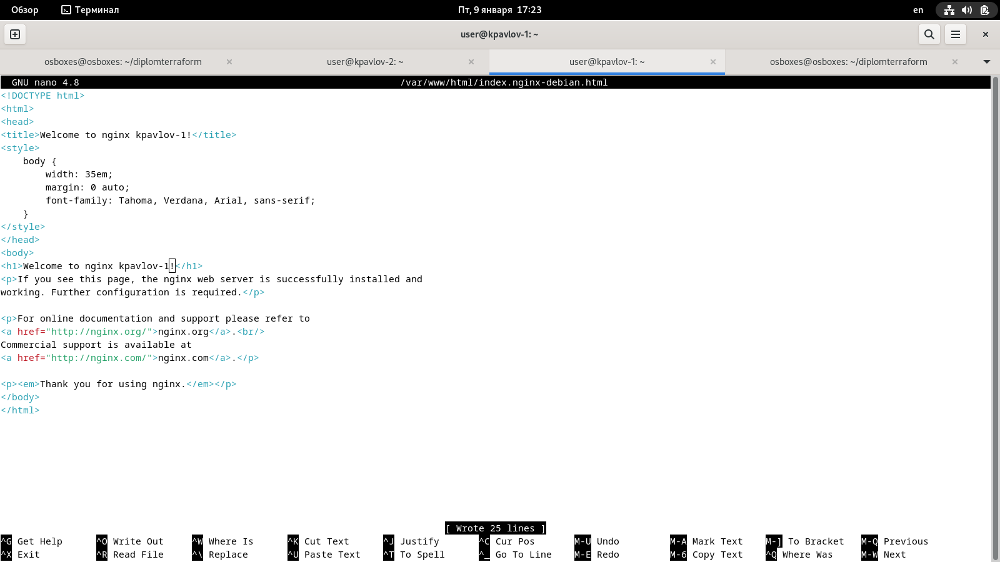 Обзор Терминал Пт, 9 января 17:23 en
user@kpavlov-1: ~
osboxes@osboxes: ~/diplomterraform × user@kpavlov-2: ~ × user@kpavlov-1: ~ × osboxes@osboxes: ~/diplomterraform ×
GNU nano 4.8 /var/www/html/index.nginx-debian.html
<!DOCTYPE html>
<html>
<head>
<title>Welcome to nginx kpavlov-1!</title>
<style>
    body {
        width: 35em;
        margin: 0 auto;
        font-family: Tahoma, Verdana, Arial, sans-serif;
    }
</style>
</head>
<body>
<h1>Welcome to nginx kpavlov-1!</h1>
<p>If you see this page, the nginx web server is successfully installed and
working. Further configuration is required.</p>
<p>For online documentation and support please refer to
<a href="http://nginx.org/">nginx.org</a>.<br/>
Commercial support is available at
<a href="http://nginx.com/">nginx.com</a>.</p>
<p><em>Thank you for using nginx.</em></p>
</body>
</html>
[ Wrote 25 lines ]
^G Get Help ^O Write Out ^W Where Is ^K Cut Text ^J Justify ^C Cur Pos M-U Undo M-A Mark Text M-] To Bracket M-Q Previous
^X Exit ^R Read File ^\ Replace ^U Paste Text ^T To Spell ^_ Go To Line M-E Redo M-6 Copy Text ^Q Where Was M-W Next